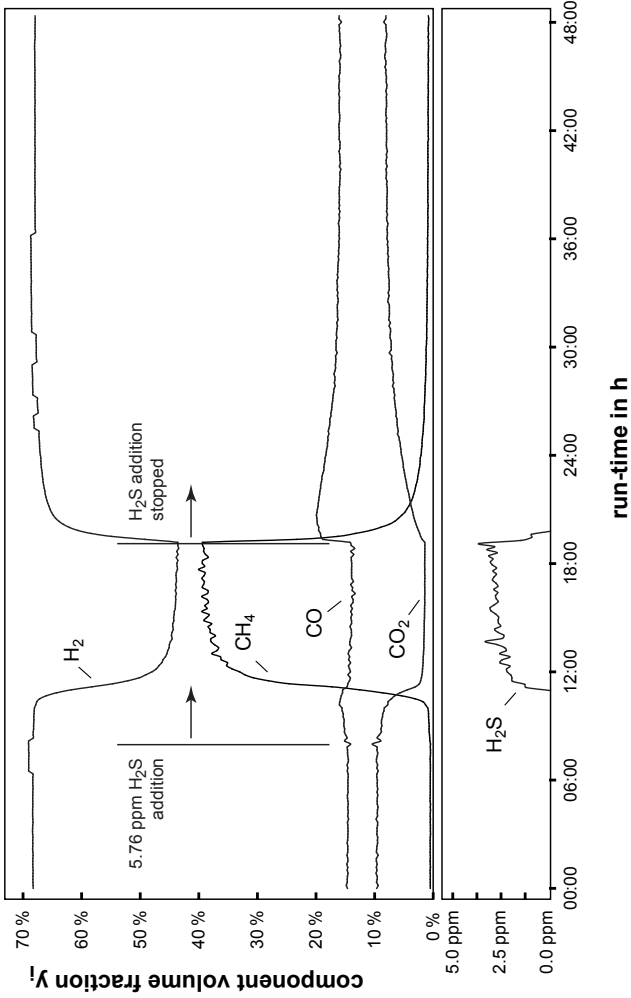 component volume fraction yᵢ
70 %
60 %
50 %
40 %
30 %
20 %
10 %
0 %
5.76 ppm H₂S
addition
H₂S addition
stopped
H₂
CH₄
CO
CO₂
5.0 ppm
2.5 ppm
0.0 ppm
H₂S
00:00
06:00
12:00
18:00
24:00
30:00
36:00
42:00
48:00
run-time in h